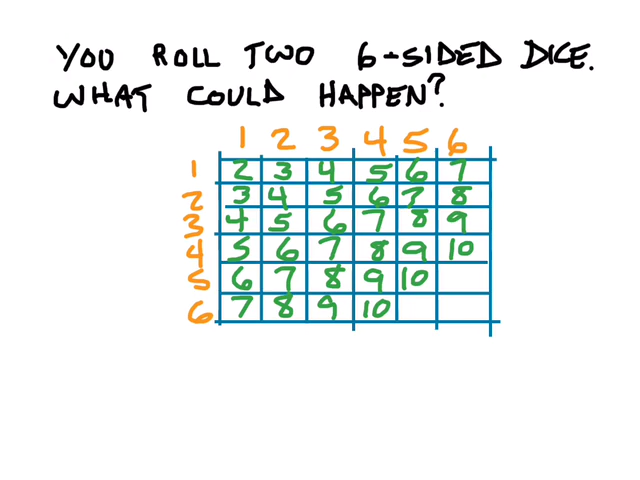 YOU ROLL TWO 6-SIDED DICE.
WHAT COULD HAPPEN?
1 2 3 4 5 6
1 2 3 4 5 6 7
2 3 4 5 6 7 8
3 4 5 6 7 8 9
4 5 6 7 8 9 10
5 6 7 8 9 10
6 7 8 9 10